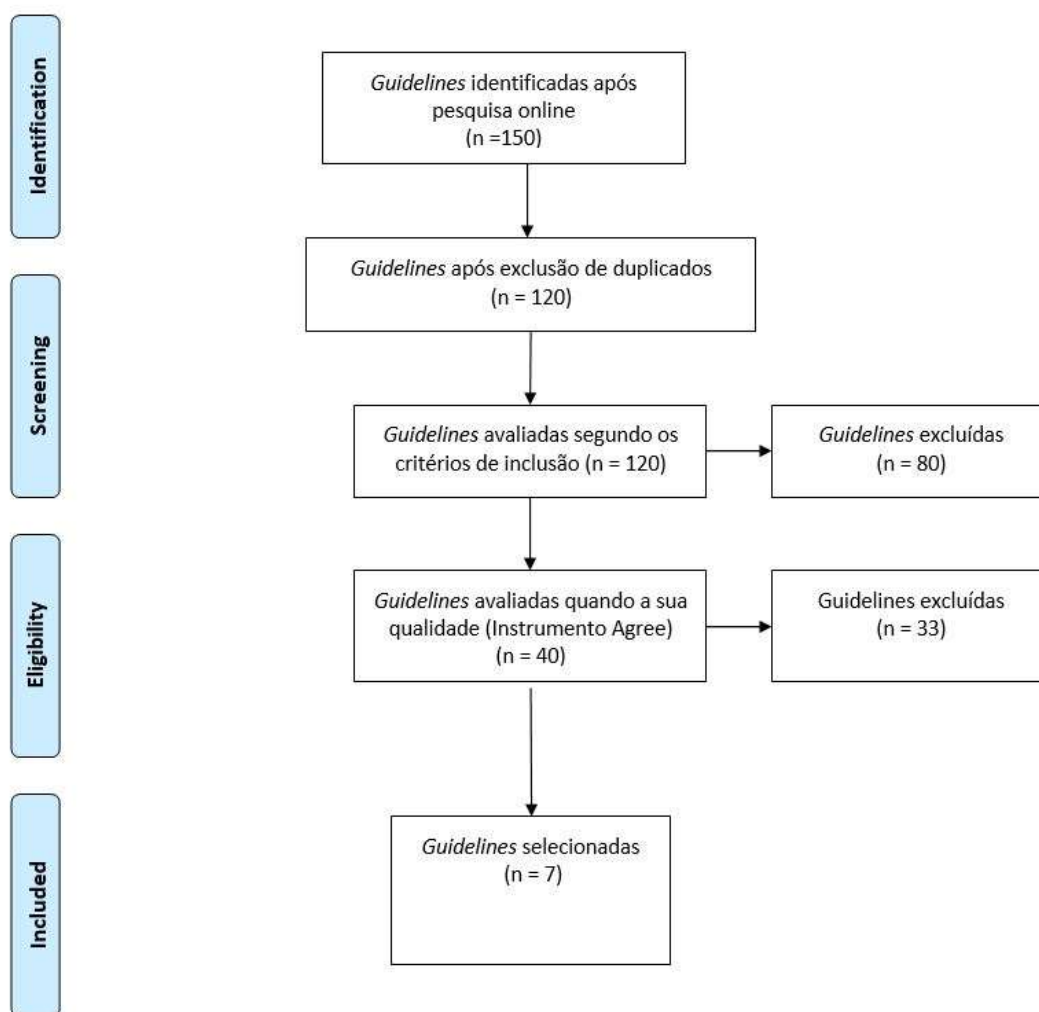 Identification
Guidelines identificadas após
pesquisa online
(n =150)
Guidelines após exclusão de duplicados
(n = 120)
Screening
Guidelines avaliadas segundo os
critérios de inclusão (n = 120)
Guidelines excluídas
(n = 80)
Eligibility
Guidelines avaliadas quando a sua
qualidade (Instrumento Agree)
(n = 40)
Guidelines excluídas
(n = 33)
Included
Guidelines selecionadas
(n = 7)